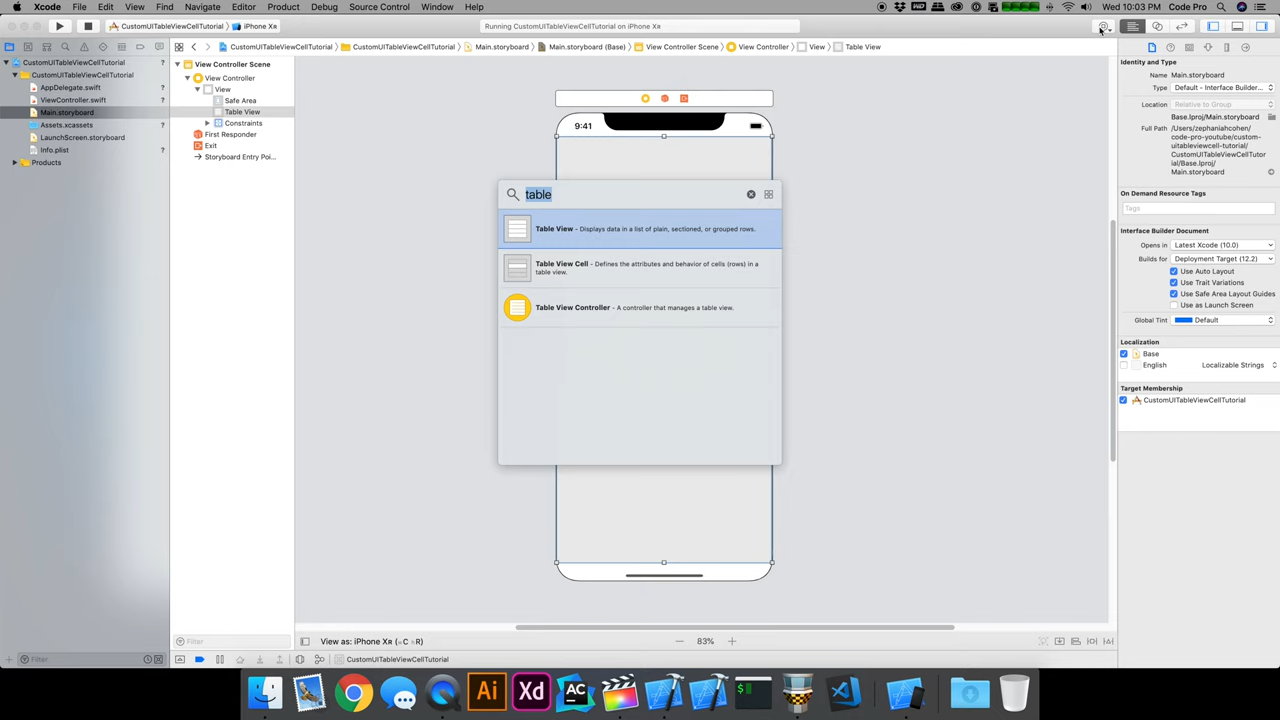 Xcode File Edit View Find Navigate Editor Product Debug Source Control Window Help Wed 10:03 PM Code Pro
CustomUITableViewCellTutorial iPhone Xʀ
Running CustomUITableViewCellTutorial on iPhone Xʀ
CustomUITableViewCellTutorial CustomUITableViewCellTutorial Main.storyboard Main.storyboard (Base) View Controller Scene View Controller View Table View
CustomUITableViewCellTutorial ?
CustomUITableViewCellTutorial
AppDelegate.swift ?
ViewController.swift ?
Main.storyboard ?
Assets.xcassets ?
LaunchScreen.storyboard ?
Info.plist ?
Products
View Controller Scene
View Controller
View
Safe Area
Table View
Constraints
First Responder
Exit
Storyboard Entry Poi...
9:41
table
Table View - Displays data in a list of plain, sectioned, or grouped rows.
Table View Cell - Defines the attributes and behavior of cells (rows) in a
table view.
Table View Controller - A controller that manages a table view.
Identity and Type
Name Main.storyboard
Type Default - Interface Builder...
Location Relative to Group
Base.lproj/Main.storyboard
Full Path /Users/zephaniahcohen/
code-pro-youtube/custom-
uitableviewcell-tutorial/
CustomUITableViewCellTutor
ial/Base.lproj/
Main.storyboard
On Demand Resource Tags
Tags
Interface Builder Document
Opens in Latest Xcode (10.0)
Builds for Deployment Target (12.2)
Use Auto Layout
Use Trait Variations
Use Safe Area Layout Guides
Use as Launch Screen
Global Tint Default
Localization
Base
English Localizable Strings
Target Membership
CustomUITableViewCellTutorial
Filter
View as: iPhone Xʀ (wC hR)
83%
Filter
CustomUITableViewCellTutorial
Ai
Xd
AC
$